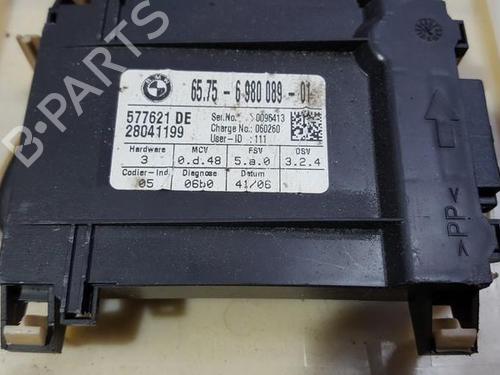 B-PARTS
BMW
65.75 - 6 980 089 - 01
577621 DE
28041199
Ser.No. 0096413
Charge No.: 060260
User-ID : 111
Hardware MCV FSV OSV
3 0.d.48 5.a.0 3.2.4
Codier-Ind. Diagnose Datum
05 06b0 41/06
>PP<